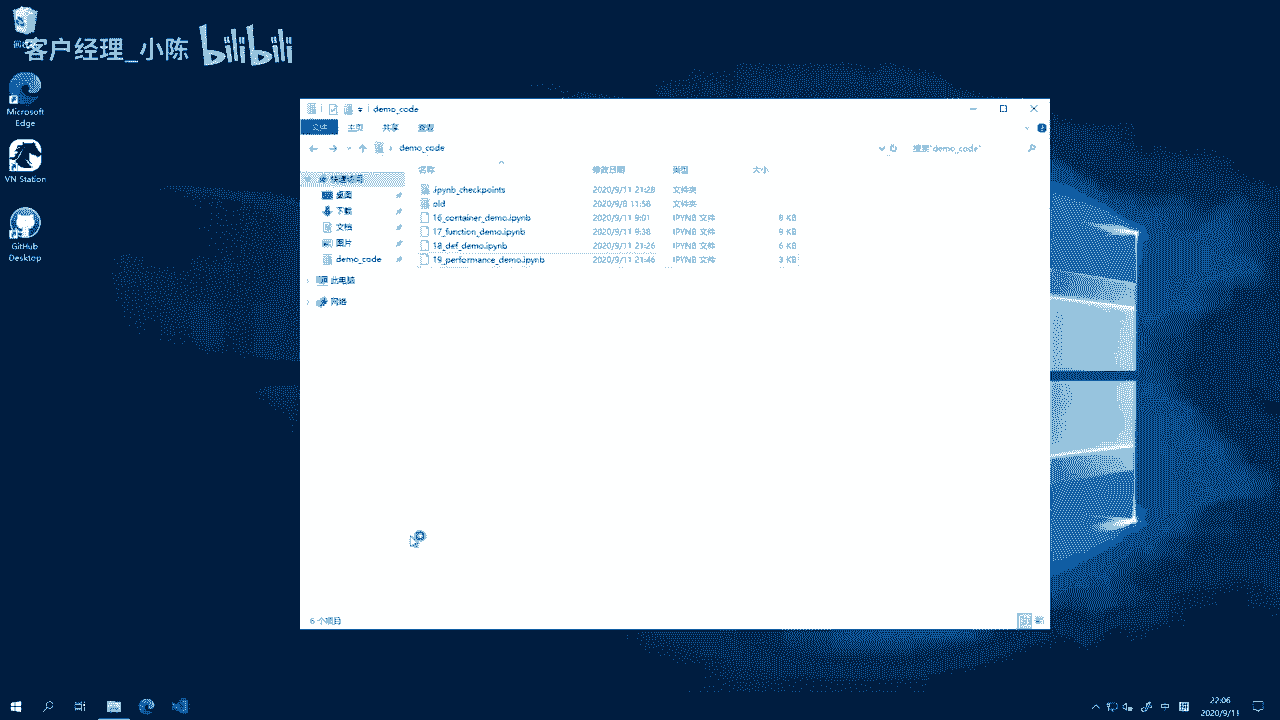 客户经理_小陈 bilibili
Microsoft
Edge
VN Station
GitHub
Desktop
demo_code
文件 主页 共享 查看
demo_code
搜索"demo_code"
名称 修改日期 类型 大小
快速访问
桌面
下载
文档
图片
demo_code
此电脑
网络
.ipynb_checkpoints 2020/9/11 21:28 文件夹
old 2020/9/8 11:58 文件夹
16_container_demo.ipynb 2020/9/11 9:01 IPYNB 文件 8 KB
17_function_demo.ipynb 2020/9/11 9:38 IPYNB 文件 9 KB
18_def_demo.ipynb 2020/9/11 21:26 IPYNB 文件 6 KB
19_performance_demo.ipynb 2020/9/11 21:46 IPYNB 文件 3 KB
6 个项目
中
22:06
2020/9/11